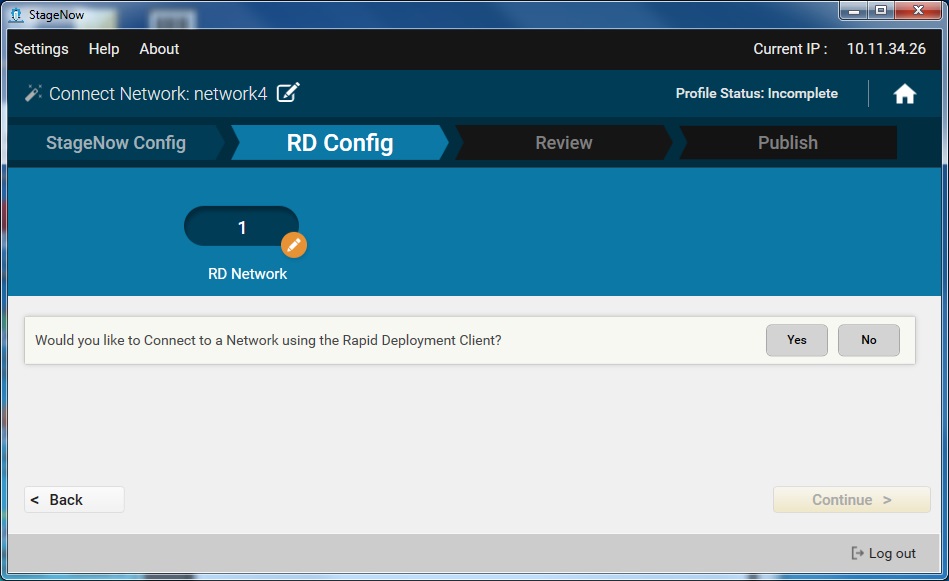 StageNow
Settings Help About Current IP : 10.11.34.26
Connect Network: network4 Profile Status: Incomplete
StageNow Config RD Config Review Publish
1
RD Network
Would you like to Connect to a Network using the Rapid Deployment Client? Yes No
< Back Continue >
Log out